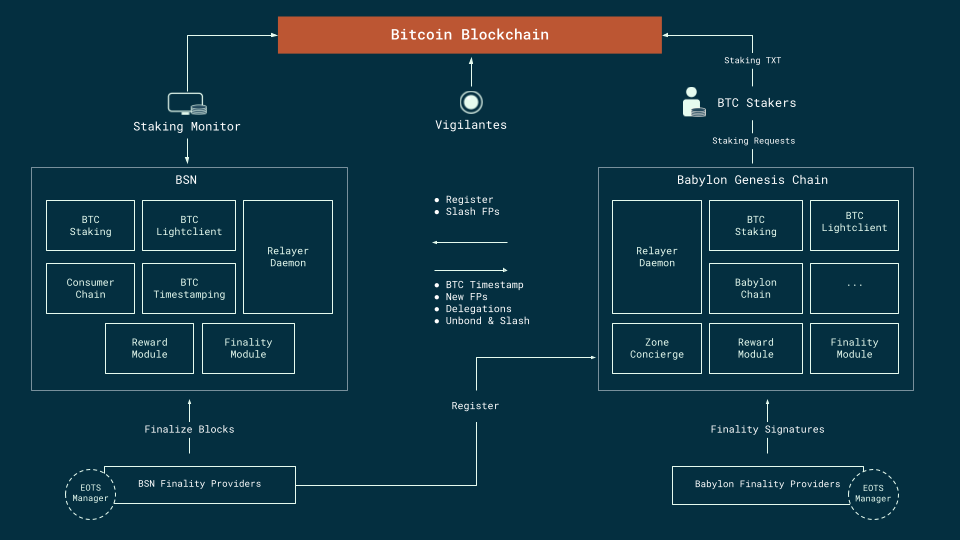 Bitcoin Blockchain
Staking TXT
BTC Stakers
Staking Monitor
Vigilantes
Staking Requests
BSN
BTC
Staking
BTC
Lightclient
Relayer
Daemon
Consumer
Chain
BTC
Timestamping
Reward
Module
Finality
Module
● Register
● Slash FPs
● BTC Timestamp
● New FPs
● Delegations
● Unbond & Slash
Babylon Genesis Chain
Relayer
Daemon
BTC
Staking
BTC
Lightclient
Babylon
Chain
...
Zone
Concierge
Reward
Module
Finality
Module
Register
Finalize Blocks
Finality Signatures
EOTS
Manager
BSN Finality Providers
Babylon Finality Providers
EOTS
Manager